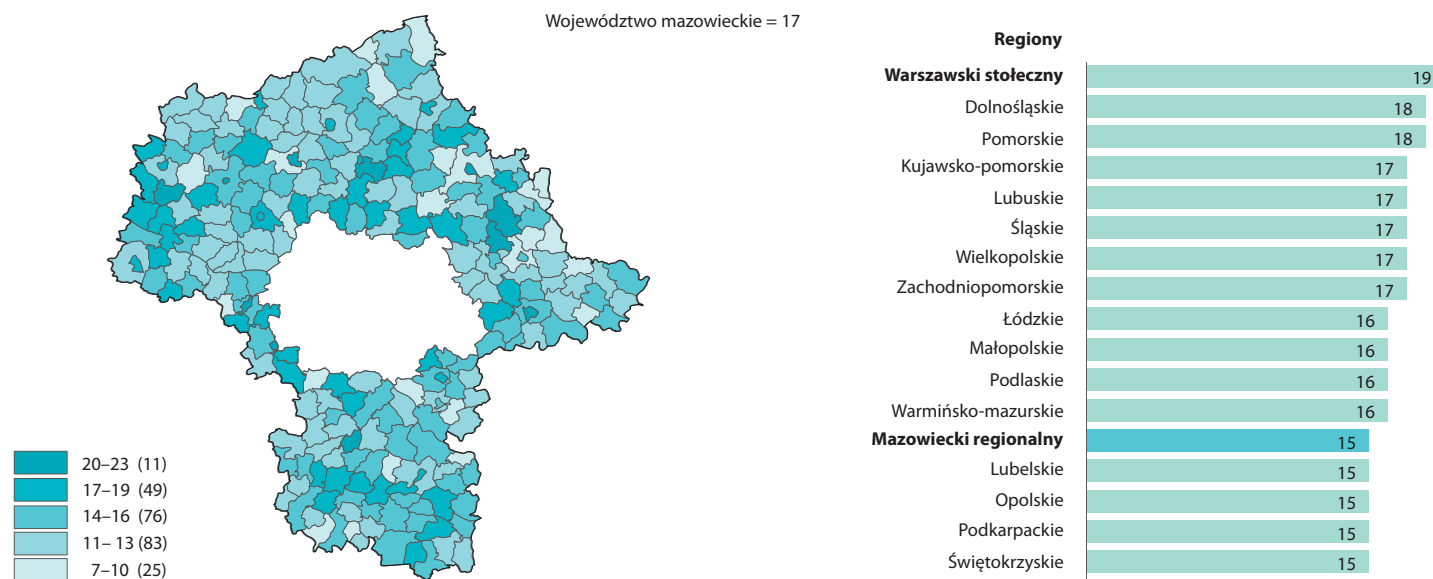 Województwo mazowieckie = 17
20–23 (11)
17–19 (49)
14–16 (76)
11– 13 (83)
7–10 (25)
Regiony
Warszawski stołeczny 19
Dolnośląskie 18
Pomorskie 18
Kujawsko-pomorskie 17
Lubuskie 17
Śląskie 17
Wielkopolskie 17
Zachodniopomorskie 17
Łódzkie 16
Małopolskie 16
Podlaskie 16
Warmińsko-mazurskie 16
Mazowiecki regionalny 15
Lubelskie 15
Opolskie 15
Podkarpackie 15
Świętokrzyskie 15